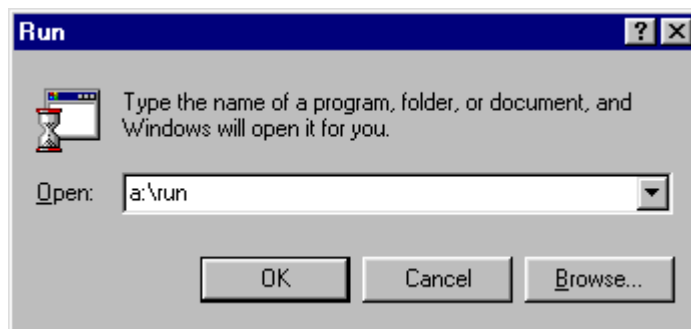 Run
Type the name of a program, folder, or document, and
Windows will open it for you.
Open: a:\run
OK Cancel Browse...